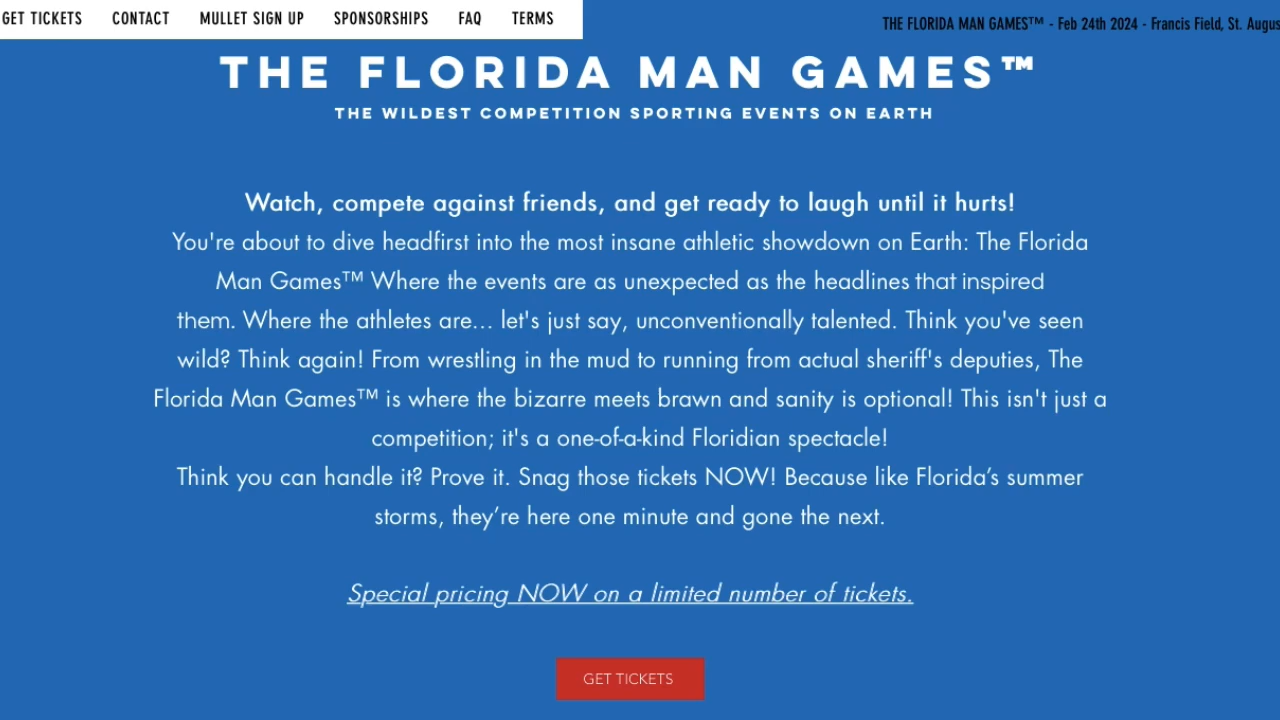 GET TICKETS CONTACT MULLET SIGN UP SPONSORSHIPS FAQ TERMS
THE FLORIDA MAN GAMES™ - Feb 24th 2024 - Francis Field, St. Augus
THE FLORIDA MAN GAMES™
THE WILDEST COMPETITION SPORTING EVENTS ON EARTH
Watch, compete against friends, and get ready to laugh until it hurts!
You're about to dive headfirst into the most insane athletic showdown on Earth: The Florida
Man Games™ Where the events are as unexpected as the headlines that inspired
them. Where the athletes are... let's just say, unconventionally talented. Think you've seen
wild? Think again! From wrestling in the mud to running from actual sheriff's deputies, The
Florida Man Games™ is where the bizarre meets brawn and sanity is optional! This isn't just a
competition; it's a one-of-a-kind Floridian spectacle!
Think you can handle it? Prove it. Snag those tickets NOW! Because like Florida’s summer
storms, they’re here one minute and gone the next.
Special pricing NOW on a limited number of tickets.
GET TICKETS